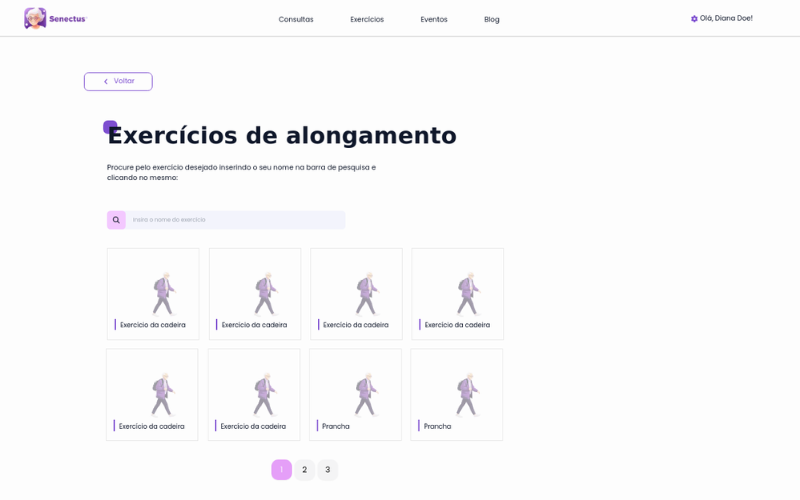 Senectus
Consultas
Exercícios
Eventos
Blog
Olá, Diana Doe!
Voltar
Exercícios de alongamento
Procure pelo exercício desejado inserindo o seu nome na barra de pesquisa e
clicando no mesmo:
Insira o nome do exercício
Exercício da cadeira
Exercício da cadeira
Exercício da cadeira
Exercício da cadeira
Exercício da cadeira
Exercício da cadeira
Prancha
Prancha
1
2
3